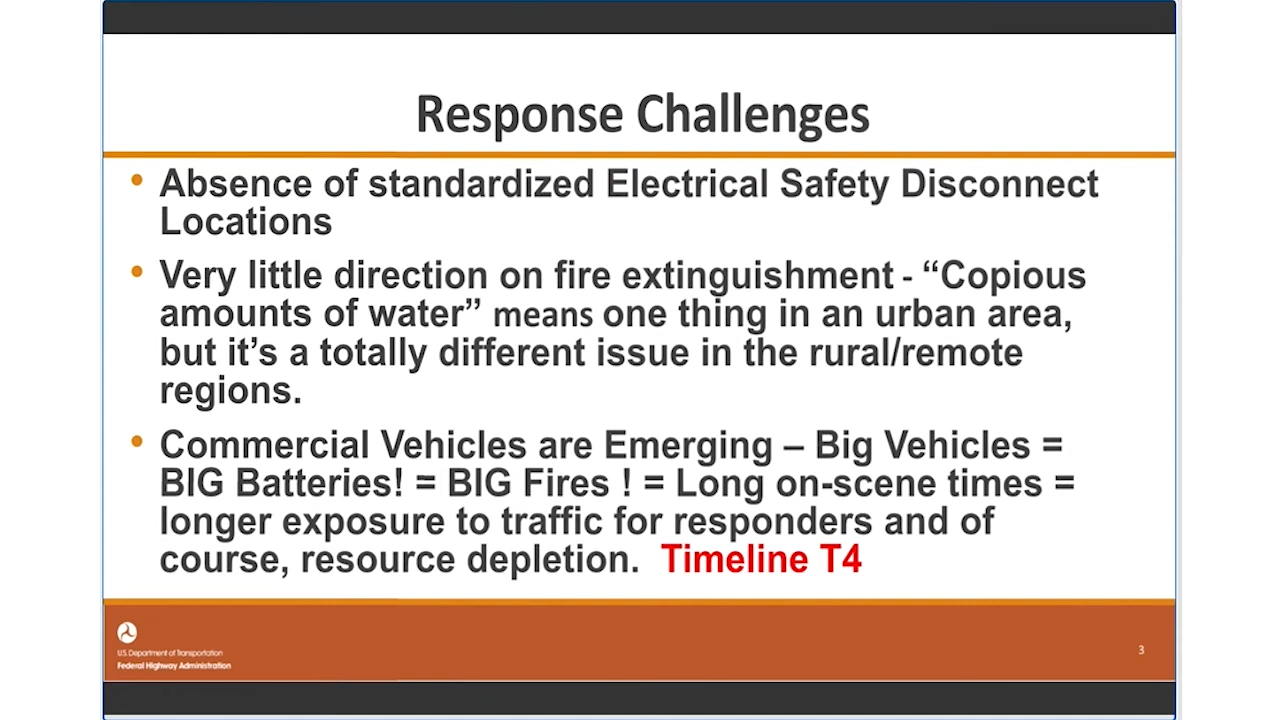 Response Challenges
• Absence of standardized Electrical Safety Disconnect
Locations
• Very little direction on fire extinguishment - “Copious
amounts of water” means one thing in an urban area,
but it’s a totally different issue in the rural/remote
regions.
• Commercial Vehicles are Emerging – Big Vehicles =
BIG Batteries! = BIG Fires ! = Long on-scene times =
longer exposure to traffic for responders and of
course, resource depletion. Timeline T4
U.S. Department of Transportation
Federal Highway Administration
3